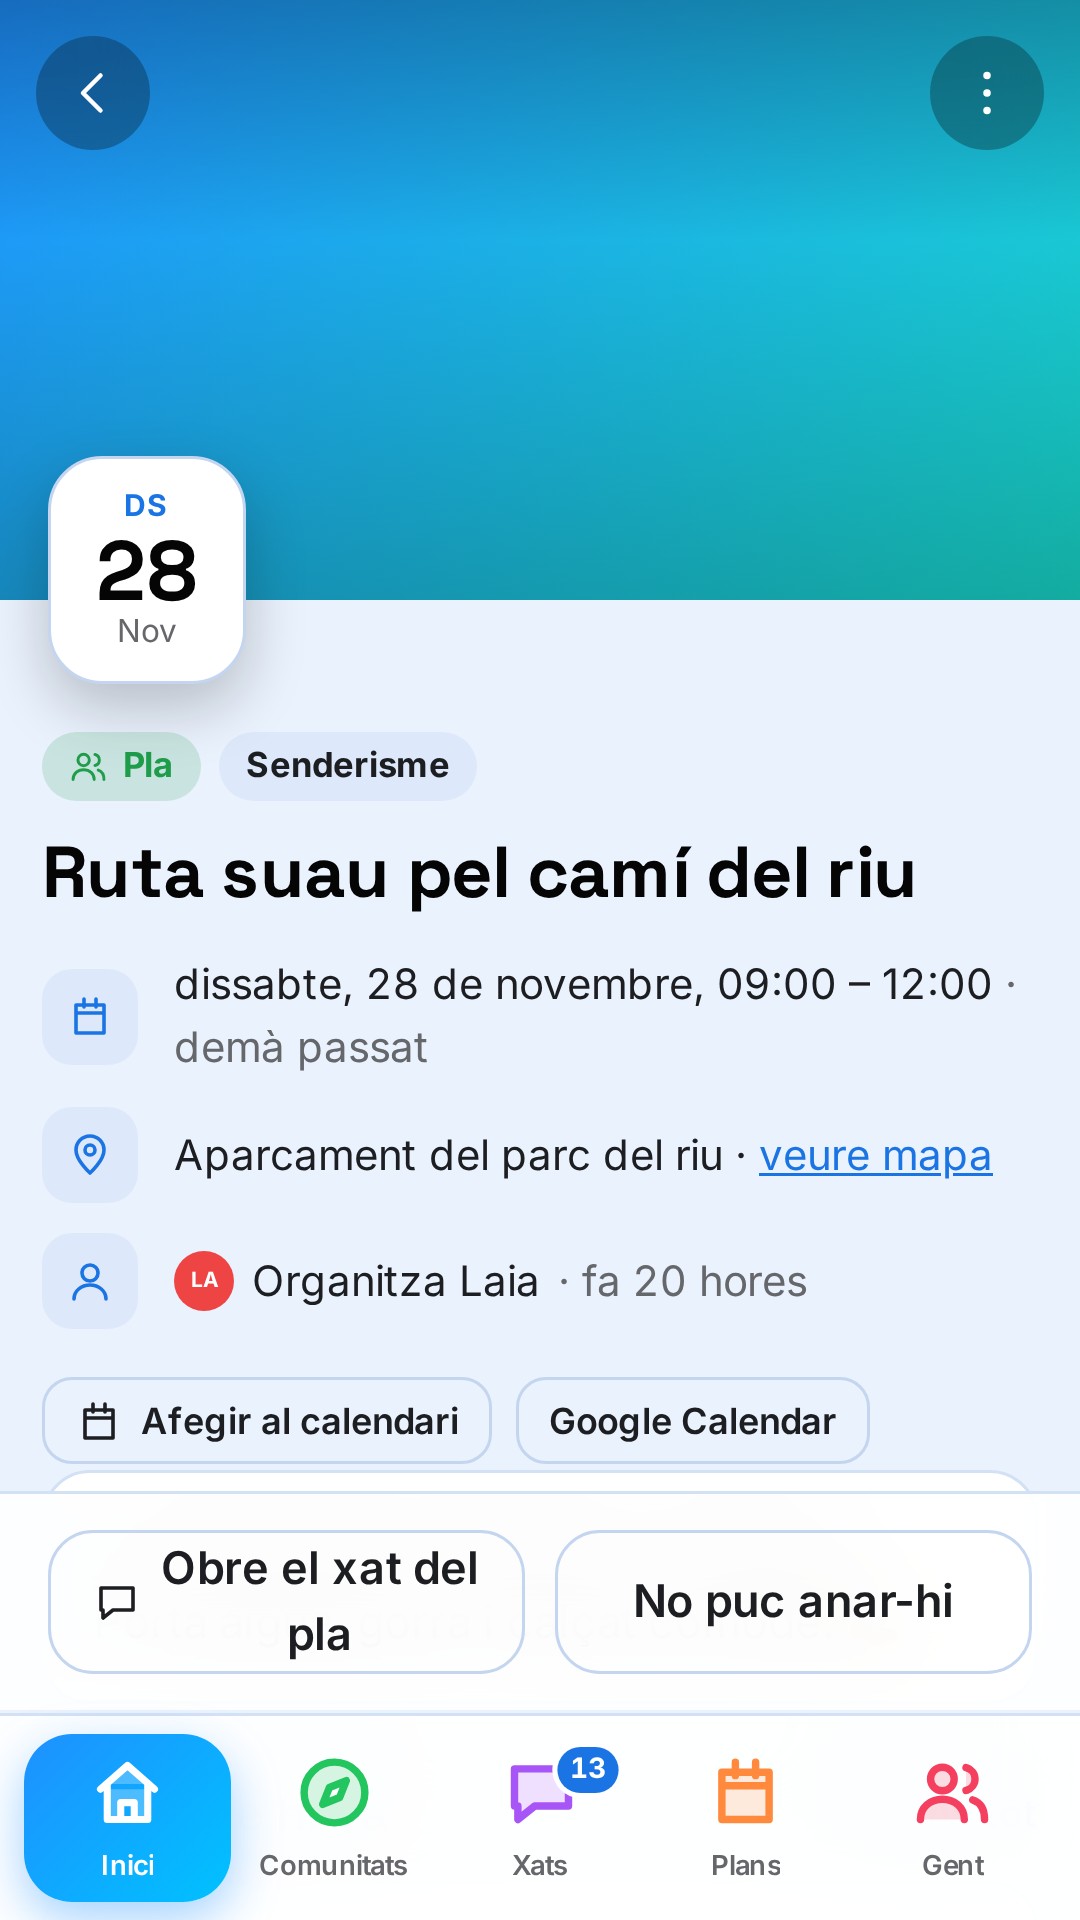 DS
28
Nov
Pla
Senderisme
Ruta suau pel camí del riu
dissabte, 28 de novembre, 09:00 – 12:00 ·
demà passat
Aparcament del parc del riu · veure mapa
LA Organitza Laia · fa 20 hores
Afegir al calendari
Google Calendar
Obre el xat del
pla
No puc anar-hi
13
Inici
Comunitats
Xats
Plans
Gent